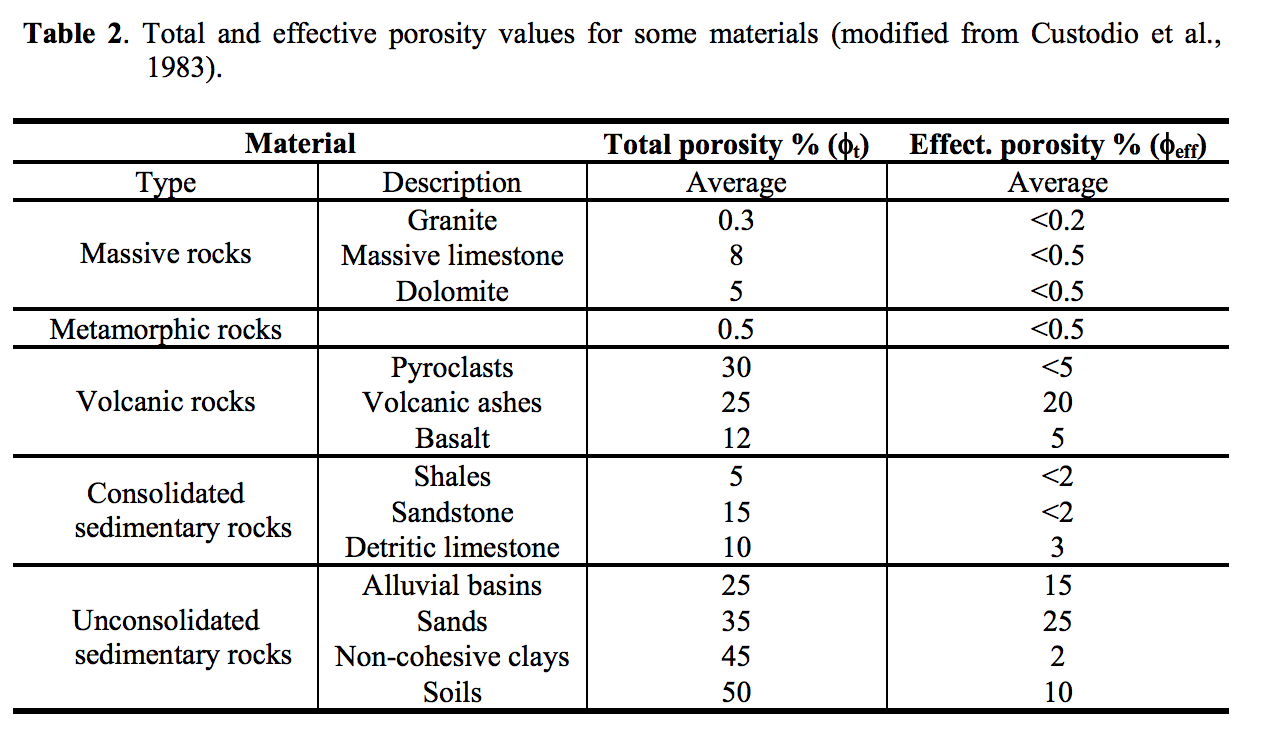 Table 2. Total and effective porosity values for some materials (modified from Custodio et al.,
1983).
Material Total porosity % (ϕt) Effect. porosity % (ϕeff)
Type Description Average Average
Granite 0.3 <0.2
Massive rocks Massive limestone 8 <0.5
Dolomite 5 <0.5
Metamorphic rocks 0.5 <0.5
Pyroclasts 30 <5
Volcanic rocks Volcanic ashes 25 20
Basalt 12 5
Shales 5 <2
Consolidated
sedimentary rocks Sandstone 15 <2
Detritic limestone 10 3
Alluvial basins 25 15
Unconsolidated Sands 35 25
sedimentary rocks Non-cohesive clays 45 2
Soils 50 10